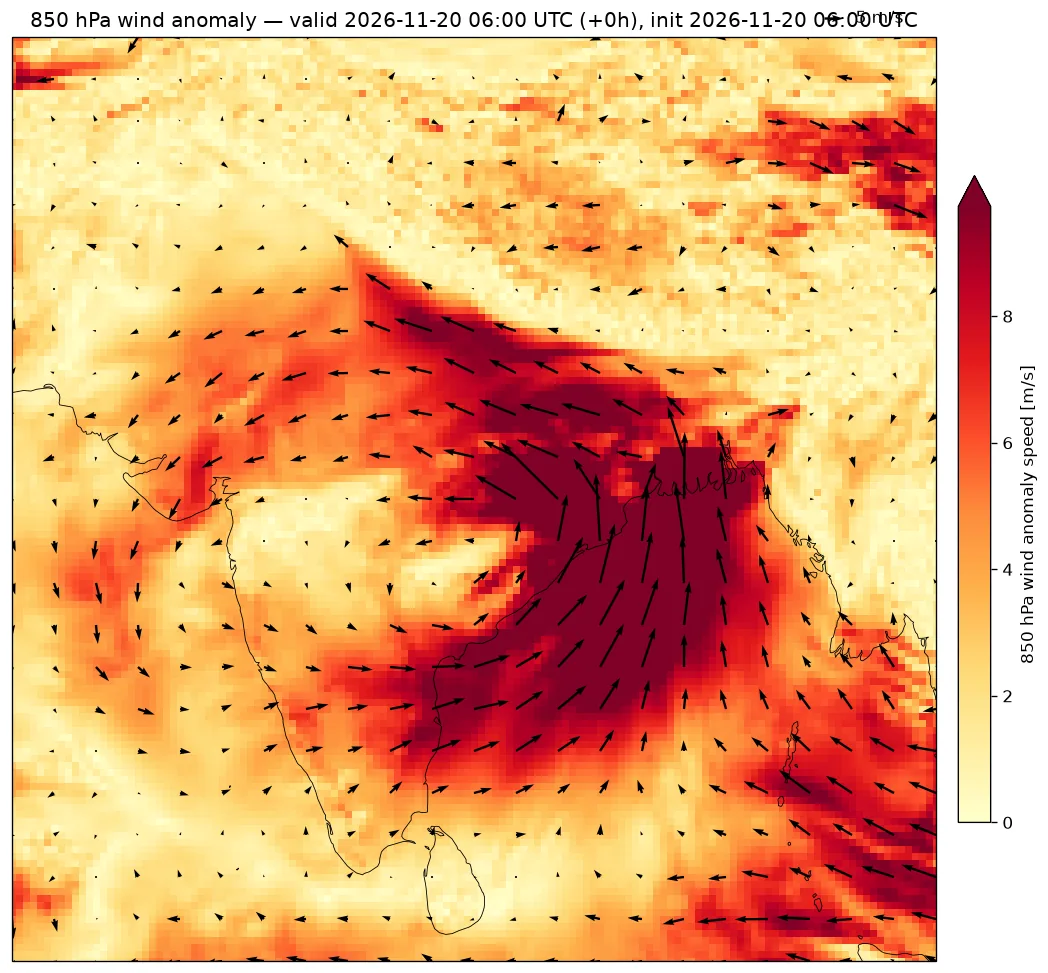 850 hPa wind anomaly — valid 2026-11-20 06:00 UTC (+0h), init 2026-11-20 06:00 UTC
5 m/s
8
6
4
2
0
850 hPa wind anomaly speed [m/s]